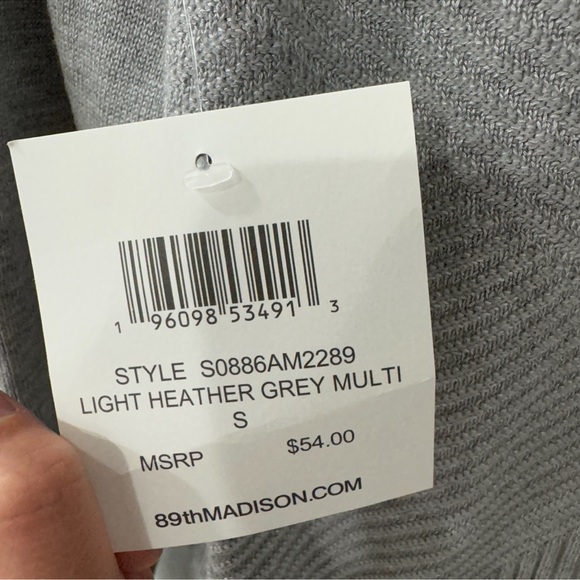 1 96098 53491 3
STYLE S0886AM2289
LIGHT HEATHER GREY MULTI
S
MSRP $54.00
89thMADISON.COM